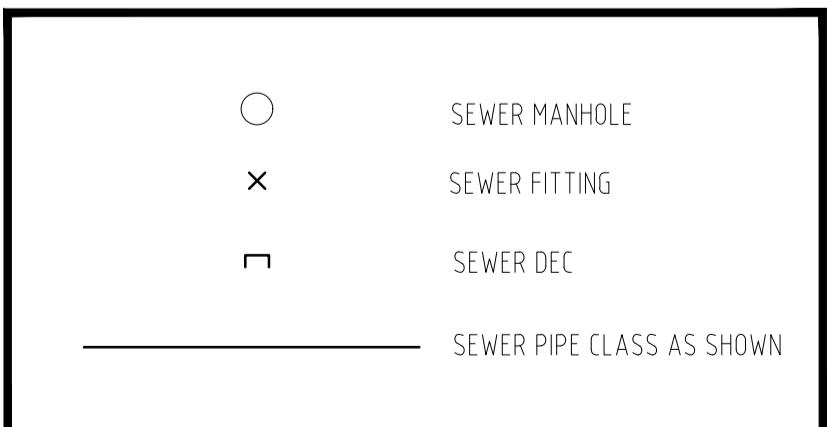 SEWER MANHOLE
SEWER FITTING
SEWER DEC
SEWER PIPE CLASS AS SHOWN